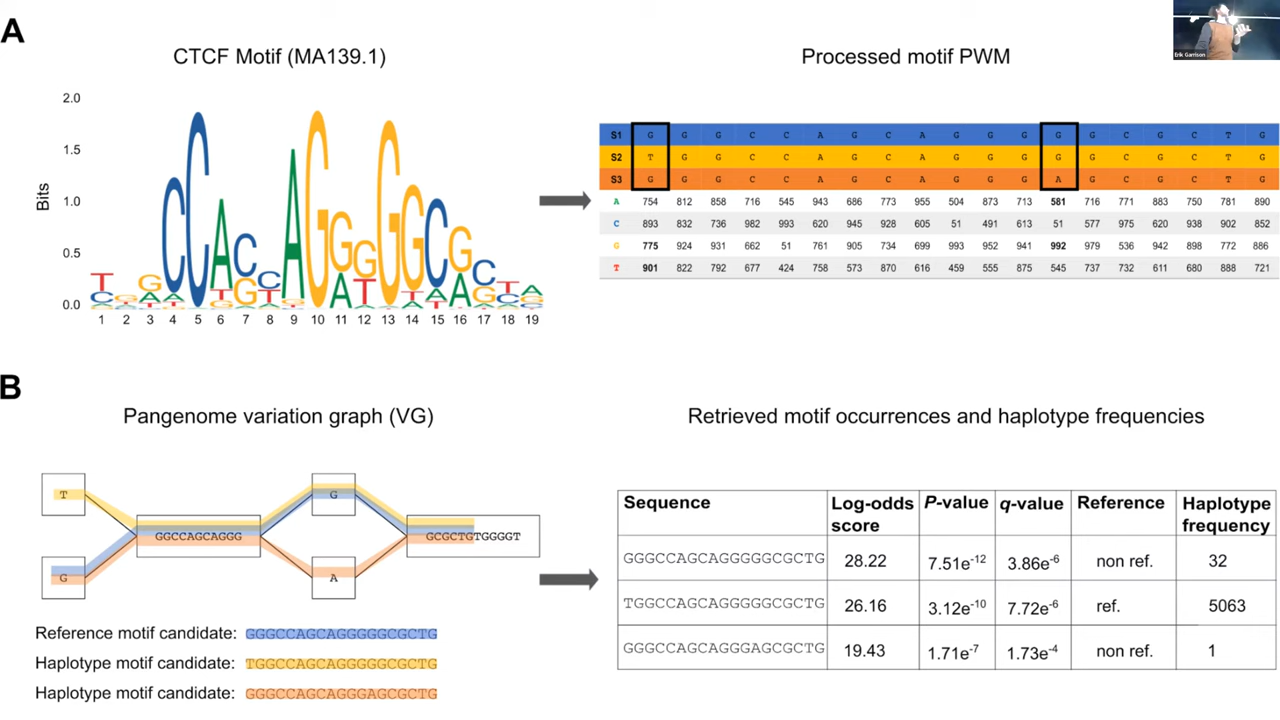 A
CTCF Motif (MA139.1)
Processed motif PWM
Erik Garrison
2.0
1.5
1.0
0.5
0.0
Bits
1 2 3 4 5 6 7 8 9 10 11 12 13 14 15 16 17 18 19
S1 G G G C C A G C A G G G G G C G C T G
S2 T G G C C A G C A G G G G G C G C T G
S3 G G G C C A G C A G G G A G C G C T G
A 754 812 858 716 545 943 686 773 955 504 873 713 581 716 771 883 750 781 890
C 893 832 736 982 993 620 945 928 605 51 491 613 51 577 975 620 938 902 852
G 775 924 931 662 51 761 905 734 699 993 952 941 992 979 536 942 898 772 886
T 901 822 792 677 424 758 573 870 616 459 555 875 545 737 732 611 680 888 721
B
Pangenome variation graph (VG)
T
G
GGCCAGCAGGG
G
A
GCGCTGTGGGGT
Reference motif candidate: GGGCCAGCAGGGGGCGCTG
Haplotype motif candidate: TGGCCAGCAGGGGGCGCTG
Haplotype motif candidate: GGGCCAGCAGGGAGCGCTG
Retrieved motif occurrences and haplotype frequencies
Sequence Log-odds score P-value q-value Reference Haplotype frequency
GGGCCAGCAGGGGGCGCTG 28.22 7.51e-12 3.86e-6 non ref. 32
TGGCCAGCAGGGGGCGCTG 26.16 3.12e-10 7.72e-6 ref. 5063
GGGCCAGCAGGGAGCGCTG 19.43 1.71e-7 1.73e-4 non ref. 1